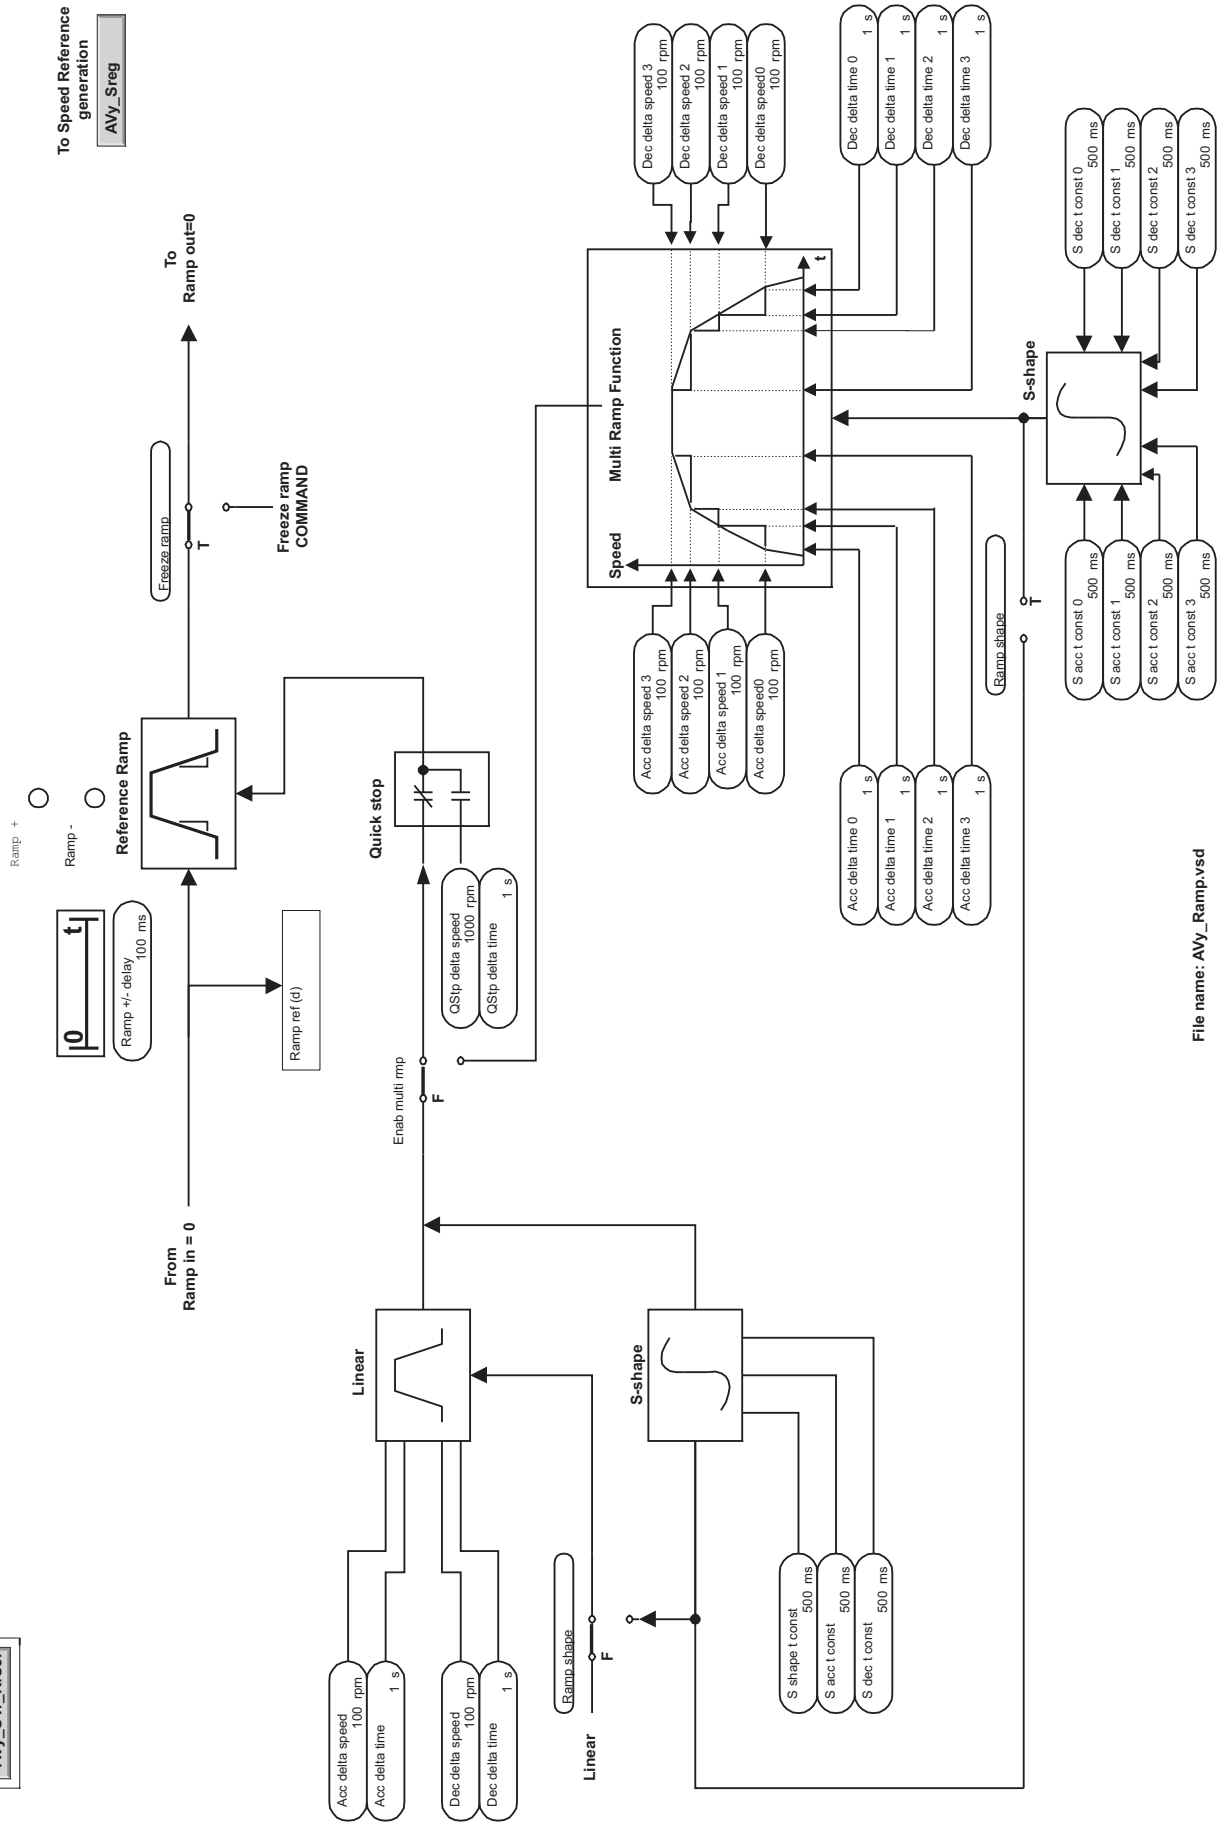 To Speed Reference
generation
AVy_Sreg
To
Ramp out=0
Freeze ramp
T
Freeze ramp
COMMAND
Ramp +
Ramp -
Reference Ramp
0
t
Ramp +/- delay
100 ms
Ramp ref (d)
From
Ramp in = 0
Quick stop
QStp delta speed
1000 rpm
QStp delta time
1 s
Enab multi rmp
F
Linear
Acc delta speed
100 rpm
Acc delta time
1 s
Dec delta speed
100 rpm
Dec delta time
1 s
Ramp shape
F
Linear
S-shape
S shape t const
500 ms
S acc t const
500 ms
S dec t const
500 ms
Multi Ramp Function
Speed
t
Dec delta speed 3
100 rpm
Dec delta speed 2
100 rpm
Dec delta speed 1
100 rpm
Dec delta speed0
100 rpm
Acc delta speed 3
100 rpm
Acc delta speed 2
100 rpm
Acc delta speed 1
100 rpm
Acc delta speed0
100 rpm
Dec delta time 0
1 s
Dec delta time 1
1 s
Dec delta time 2
1 s
Dec delta time 3
1 s
Acc delta time 0
1 s
Acc delta time 1
1 s
Acc delta time 2
1 s
Acc delta time 3
1 s
Ramp shape
T
S-shape
S dec t const 0
500 ms
S dec t const 1
500 ms
S dec t const 2
500 ms
S dec t const 3
500 ms
S acc t const 0
500 ms
S acc t const 1
500 ms
S acc t const 2
500 ms
S acc t const 3
500 ms
File name: AVy_Ramp.vsd